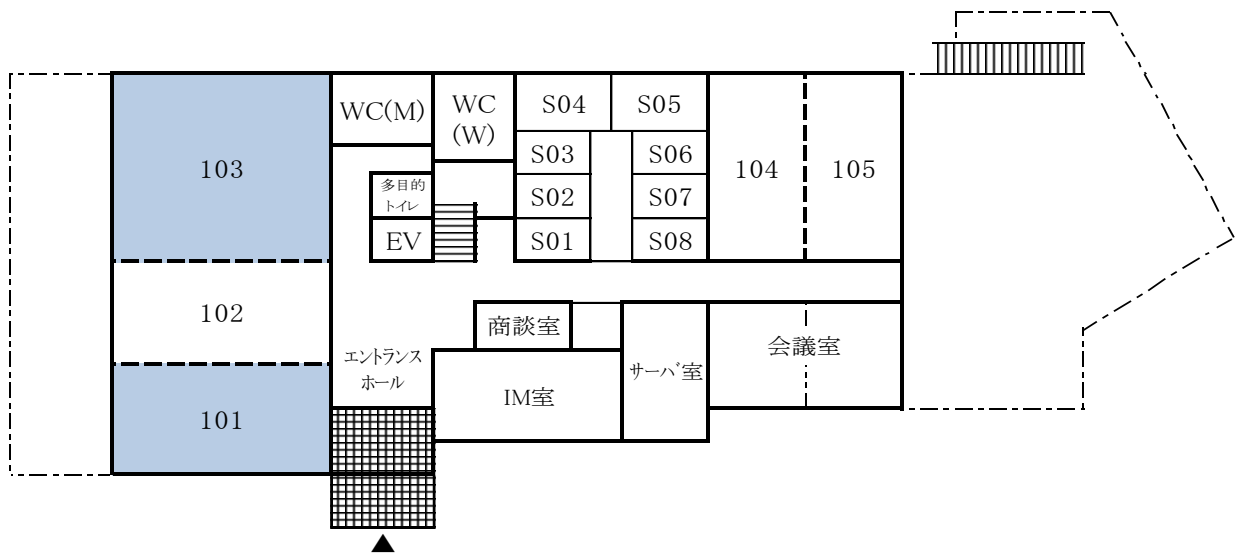 103
102
101
WC(M)
WC
(W)
多目的
トイレ
EV
エントランス
ホール
S04
S05
S03
S06
S02
S07
S01
S08
104
105
商談室
IM室
サーバ室
会議室